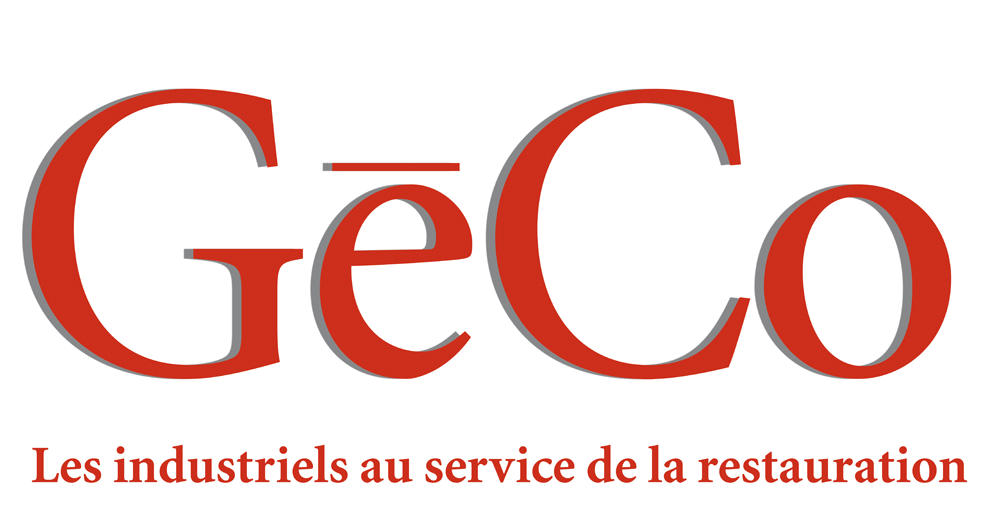 GēCo
Les industriels au service de la restauration